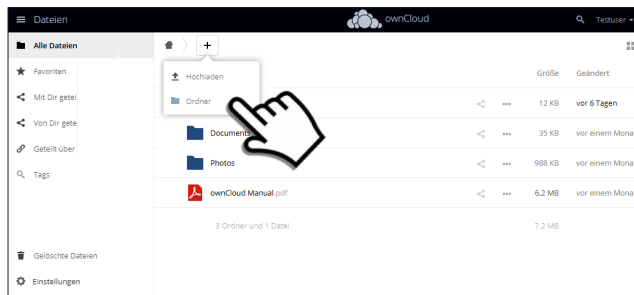 Dateien
ownCloud
Testuser
Alle Dateien
+
Favoriten
Hochladen
Größe
Geändert
Mit Dir getei
Ordner
12 KB
vor 6 Tagen
Von Dir gete
Documents
35 KB
vor einem Mona
Geteilt über
Photos
988 KB
vor einem Mona
Tags
ownCloud Manual.pdf
6.2 MB
vor einem Mona
3 Ordner und 1 Datei
7.2 MB
Gelöschte Dateien
Einstellungen